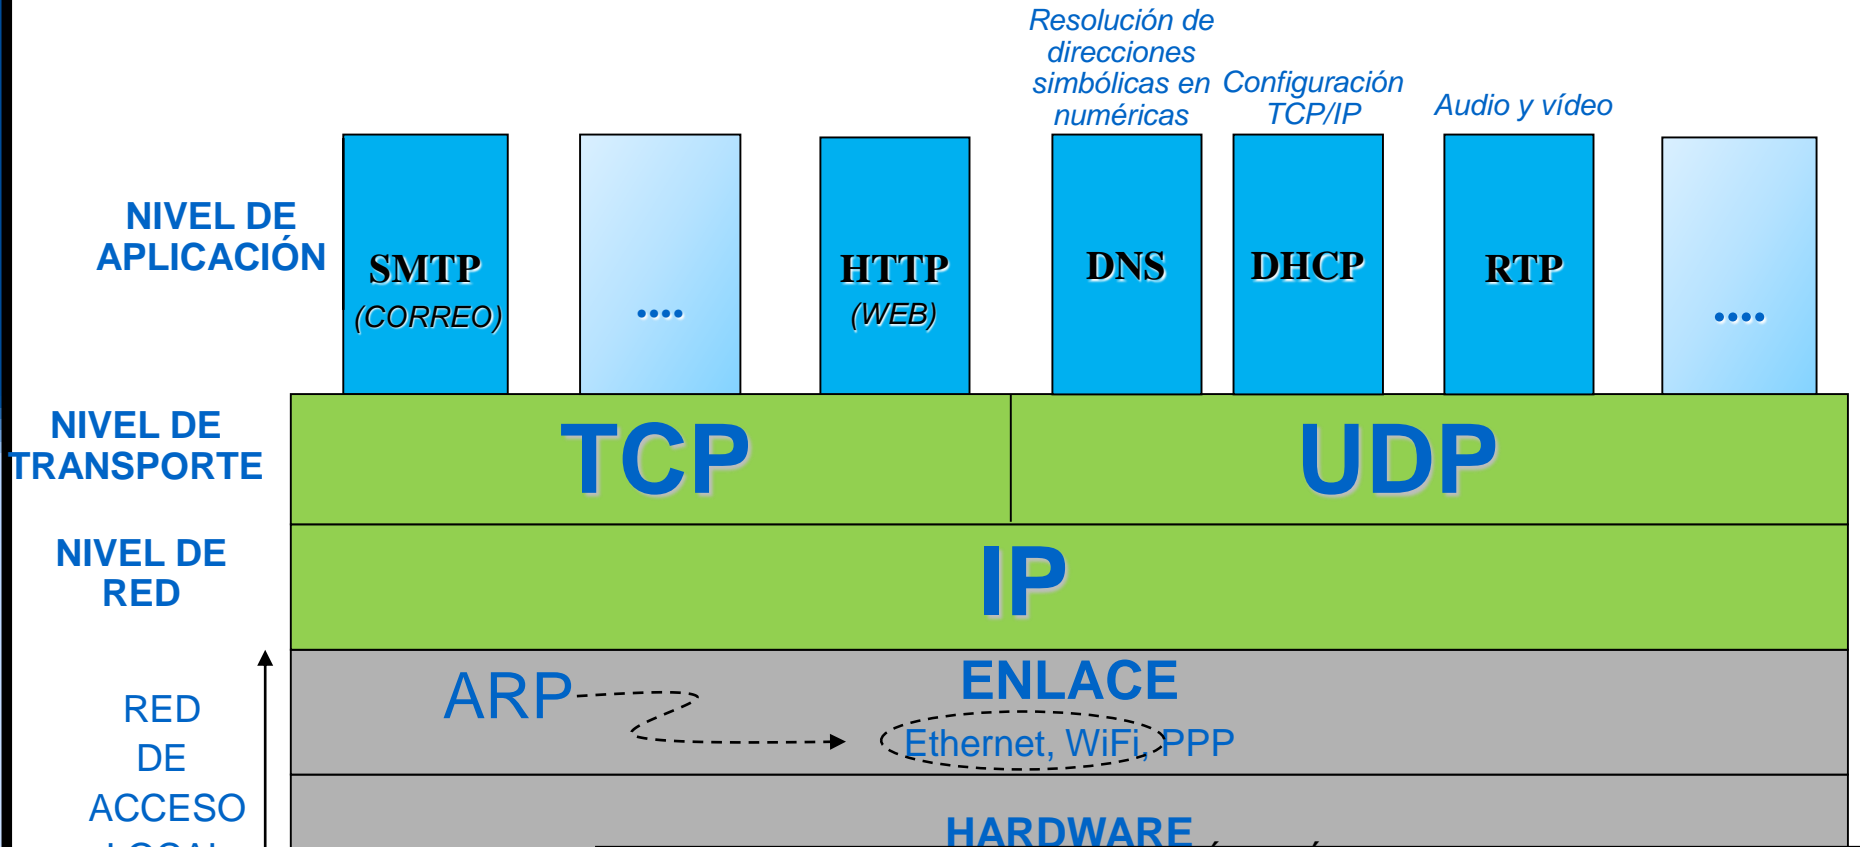 Resolución de
direcciones
simbólicas en
numéricas
Configuración
TCP/IP
Audio y vídeo
NIVEL DE
APLICACIÓN
SMTP
(CORREO)
....
HTTP
(WEB)
DNS
DHCP
RTP
....
NIVEL DE
TRANSPORTE
TCP
UDP
NIVEL DE
RED
IP
RED
DE
ACCESO
LOCAL
ARP
ENLACE
Ethernet, WiFi, PPP
HARDWARE